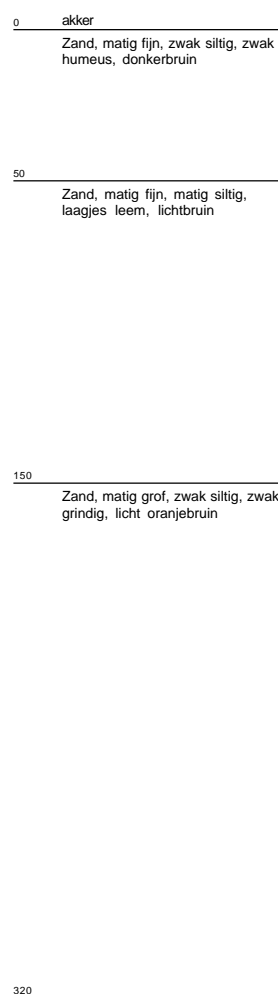 0 akker
Zand, matig fijn, zwak siltig, zwak
humeus, donkerbruin
50
Zand, matig fijn, matig siltig,
laagjes leem, lichtbruin
150
Zand, matig grof, zwak siltig, zwak
grindig, licht oranjebruin
320